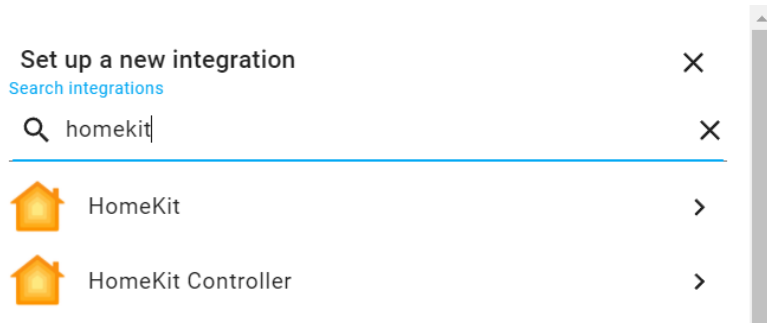 Set up a new integration
Search integrations
homekit
HomeKit
HomeKit Controller